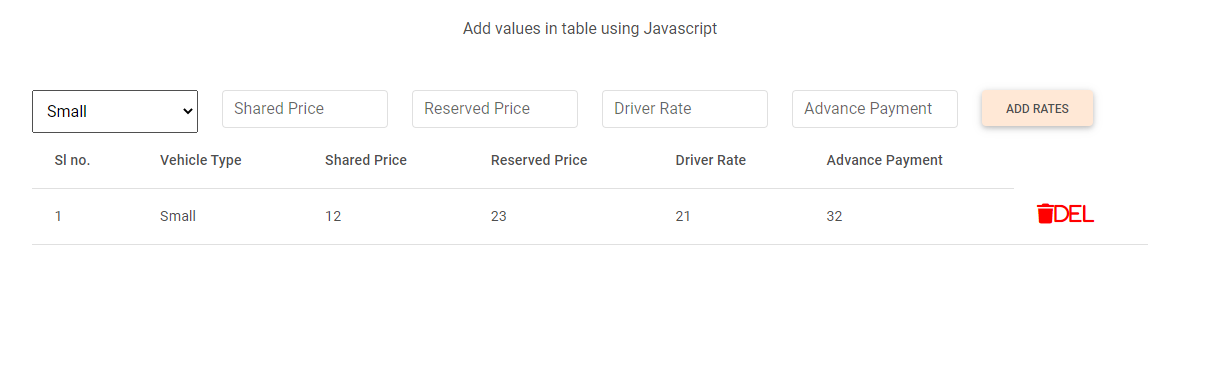 Add values in table using Javascript
Small Shared Price Reserved Price Driver Rate Advance Payment ADD RATES
Sl no. Vehicle Type Shared Price Reserved Price Driver Rate Advance Payment
1 Small 12 23 21 32 DEL